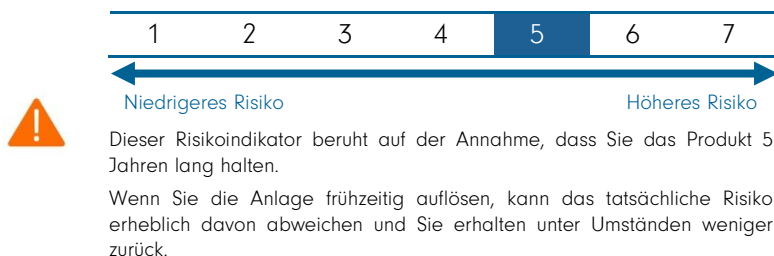 1 2 3 4 5 6 7
Niedrigeres Risiko Höheres Risiko
Dieser Risikoindikator beruht auf der Annahme, dass Sie das Produkt 5
Jahren lang halten.
Wenn Sie die Anlage frühzeitig auflösen, kann das tatsächliche Risiko
erheblich davon abweichen und Sie erhalten unter Umständen weniger
zurück.